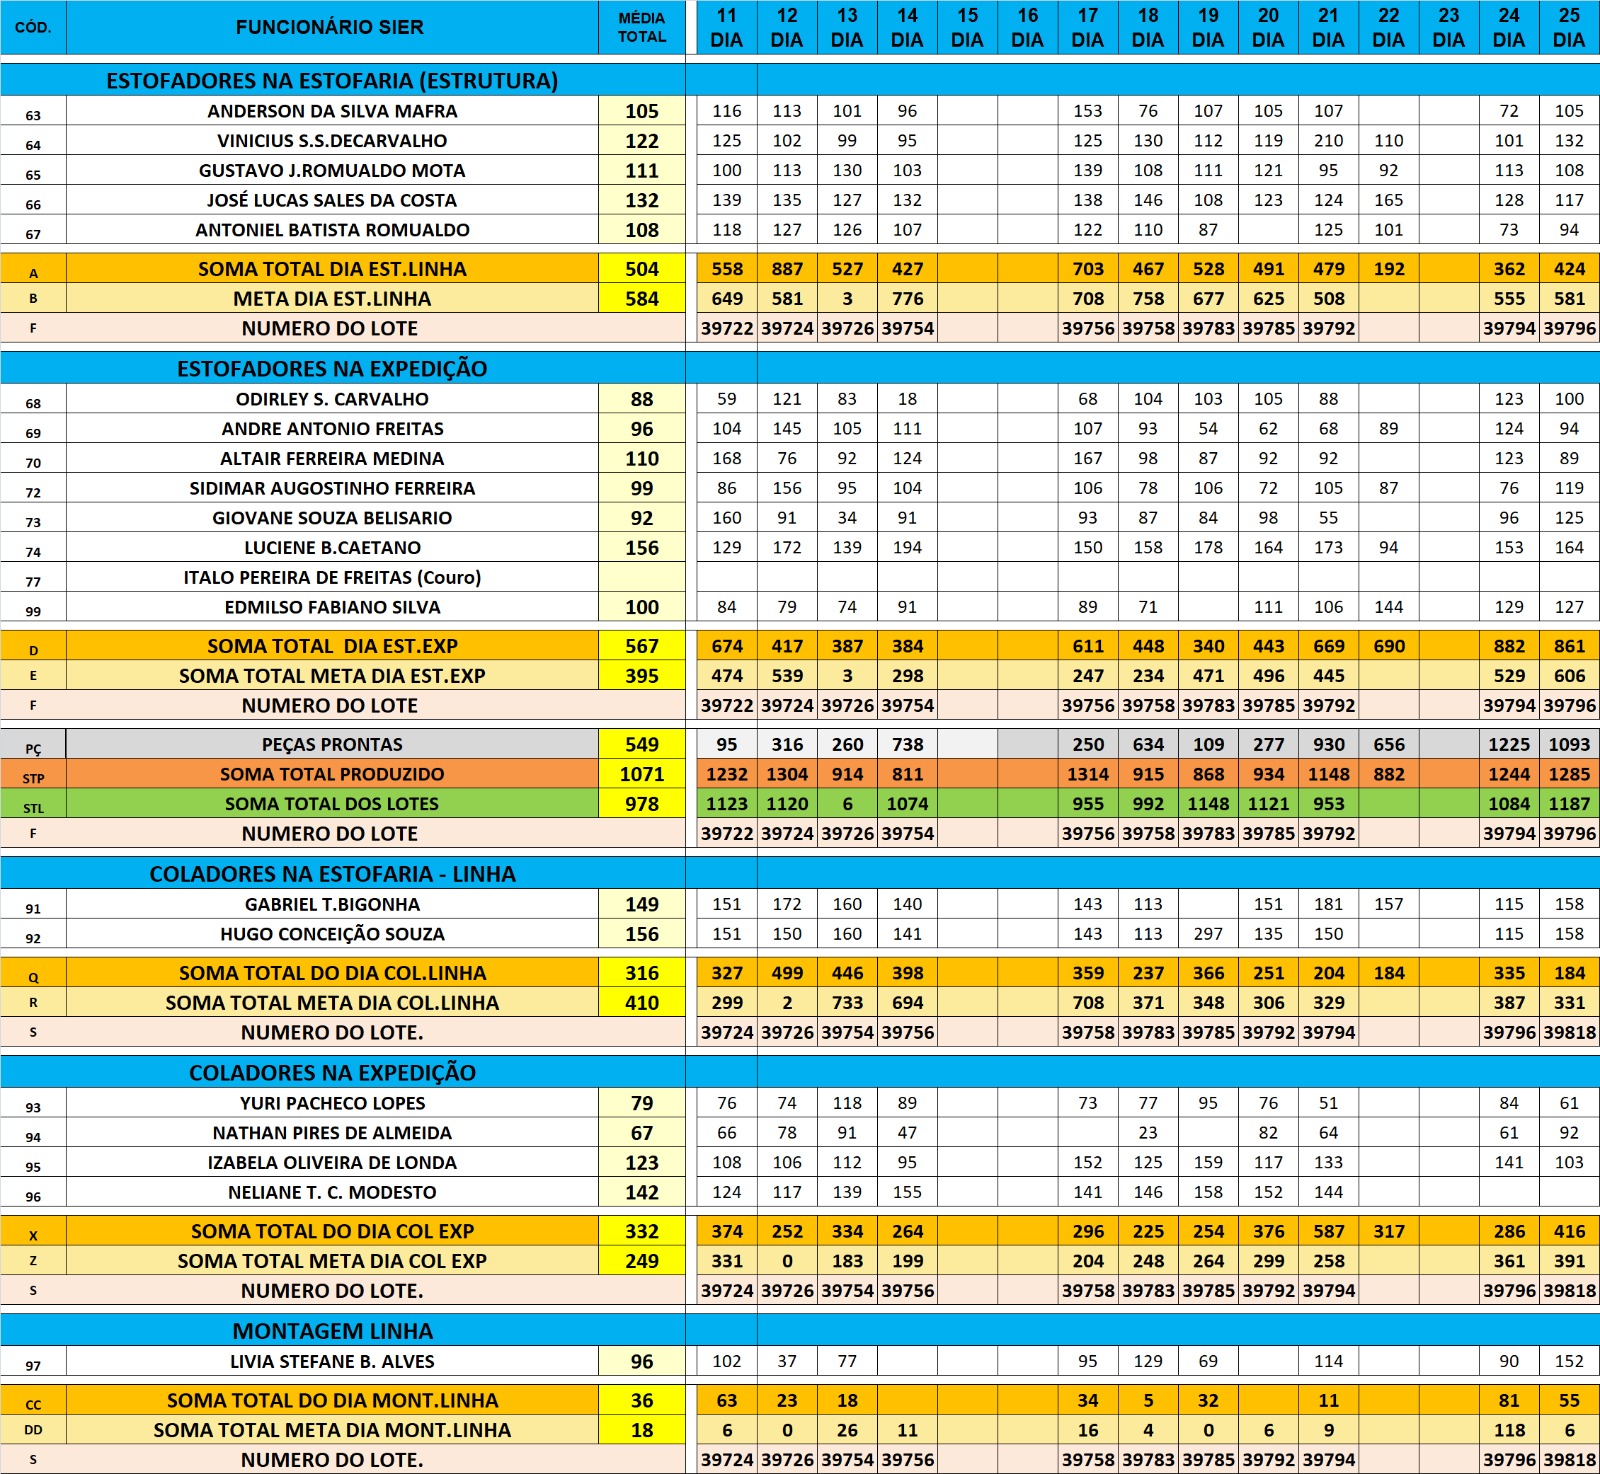 CÓD. FUNCIONÁRIO SIER MÉDIA TOTAL 11 DIA 12 DIA 13 DIA 14 DIA 15 DIA 16 DIA 17 DIA 18 DIA 19 DIA 20 DIA 21 DIA 22 DIA 23 DIA 24 DIA 25 DIA
ESTOFADORES NA ESTOFARIA (ESTRUTURA)
63 ANDERSON DA SILVA MAFRA 105 116 113 101 96 153 76 107 105 107 72 105
64 VINICIUS S.S.DECARVALHO 122 125 102 99 95 125 130 112 119 210 110 101 132
65 GUSTAVO J.ROMUALDO MOTA 111 100 113 130 103 139 108 111 121 95 92 113 108
66 JOSÉ LUCAS SALES DA COSTA 132 139 135 127 132 138 146 108 123 124 165 128 117
67 ANTONIEL BATISTA ROMUALDO 108 118 127 126 107 122 110 87 125 101 73 94
A SOMA TOTAL DIA EST.LINHA 504 558 887 527 427 703 467 528 491 479 192 362 424
B META DIA EST.LINHA 584 649 581 3 776 708 758 677 625 508 555 581
F NUMERO DO LOTE 39722 39724 39726 39754 39756 39758 39783 39785 39792 39794 39796
ESTOFADORES NA EXPEDIÇÃO
68 ODIRLEY S. CARVALHO 88 59 121 83 18 68 104 103 105 88 123 100
69 ANDRE ANTONIO FREITAS 96 104 145 105 111 107 93 54 62 68 89 124 94
70 ALTAIR FERREIRA MEDINA 110 168 76 92 124 167 98 87 92 92 123 89
72 SIDIMAR AUGOSTINHO FERREIRA 99 86 156 95 104 106 78 106 72 105 87 76 119
73 GIOVANE SOUZA BELISARIO 92 160 91 34 91 93 87 84 98 55 96 125
74 LUCIENE B.CAETANO 156 129 172 139 194 150 158 178 164 173 94 153 164
77 ITALO PEREIRA DE FREITAS (Couro)
99 EDMILSO FABIANO SILVA 100 84 79 74 91 89 71 111 106 144 129 127
D SOMA TOTAL DIA EST.EXP 567 674 417 387 384 611 448 340 443 669 690 882 861
E SOMA TOTAL META DIA EST.EXP 395 474 539 3 298 247 234 471 496 445 529 606
F NUMERO DO LOTE 39722 39724 39726 39754 39756 39758 39783 39785 39792 39794 39796
PÇ PEÇAS PRONTAS 549 95 316 260 738 250 634 109 277 930 656 1225 1093
STP SOMA TOTAL PRODUZIDO 1071 1232 1304 914 811 1314 915 868 934 1148 882 1244 1285
STL SOMA TOTAL DOS LOTES 978 1123 1120 6 1074 955 992 1148 1121 953 1084 1187
F NUMERO DO LOTE 39722 39724 39726 39754 39756 39758 39783 39785 39792 39794 39796
COLADORES NA ESTOFARIA - LINHA
91 GABRIEL T.BIGONHA 149 151 172 160 140 143 113 151 181 157 115 158
92 HUGO CONCEIÇÃO SOUZA 156 151 150 160 141 143 113 297 135 150 115 158
Q SOMA TOTAL DO DIA COL.LINHA 316 327 499 446 398 359 237 366 251 204 184 335 184
R SOMA TOTAL META DIA COL.LINHA 410 299 2 733 694 708 371 348 306 329 387 331
S NUMERO DO LOTE. 39724 39726 39754 39756 39758 39783 39785 39792 39794 39796 39818
COLADORES NA EXPEDIÇÃO
93 YURI PACHECO LOPES 79 76 74 118 89 73 77 95 76 51 84 61
94 NATHAN PIRES DE ALMEIDA 67 66 78 91 47 23 82 64 61 92
95 IZABELA OLIVEIRA DE LONDA 123 108 106 112 95 152 125 159 117 133 141 103
96 NELIANE T. C. MODESTO 142 124 117 139 155 141 146 158 152 144
X SOMA TOTAL DO DIA COL EXP 332 374 252 334 264 296 225 254 376 587 317 286 416
Z SOMA TOTAL META DIA COL EXP 249 331 0 183 199 204 248 264 299 258 361 391
S NUMERO DO LOTE. 39724 39726 39754 39756 39758 39783 39785 39792 39794 39796 39818
MONTAGEM LINHA
97 LIVIA STEFANE B. ALVES 96 102 37 77 95 129 69 114 90 152
CC SOMA TOTAL DO DIA MONT.LINHA 36 63 23 18 34 5 32 11 81 55
DD SOMA TOTAL META DIA MONT.LINHA 18 6 0 26 11 16 4 0 6 9 118 6
S NUMERO DO LOTE. 39724 39726 39754 39756 39758 39783 39785 39792 39794 39796 39818